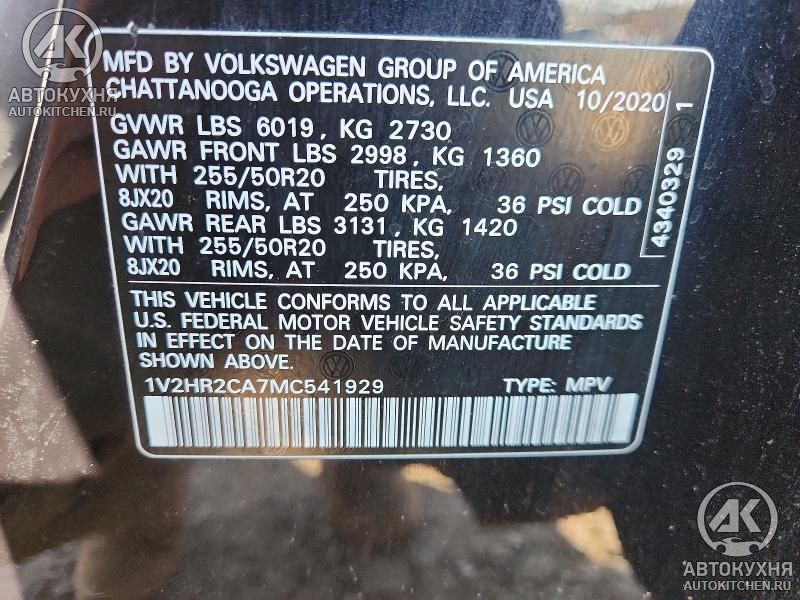 MFD BY VOLKSWAGEN GROUP OF AMERICA
CHATTANOOGA OPERATIONS, LLC. USA 10/2020
GVWR LBS 6019, KG 2730
GAWR FRONT LBS 2998, KG 1360
WITH 255/50R20 TIRES,
8JX20 RIMS, AT 250 KPA, 36 PSI COLD
GAWR REAR LBS 3131, KG 1420
WITH 255/50R20 TIRES,
8JX20 RIMS, AT 250 KPA, 36 PSI COLD
4340329 1
THIS VEHICLE CONFORMS TO ALL APPLICABLE
U.S. FEDERAL MOTOR VEHICLE SAFETY STANDARDS
IN EFFECT ON THE DATE OF MANUFACTURE
SHOWN ABOVE.
1V2HR2CA7MC541929 TYPE: MPV
АК
АВТОКУХНЯ
AUTOKITCHEN.RU
АК
АВТОКУХНЯ
AUTOKITCHEN.RU